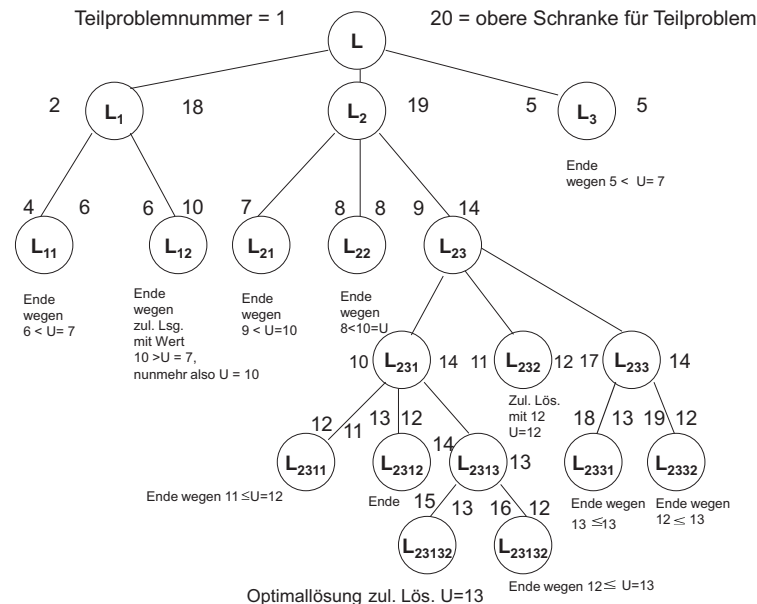 Teilproblemnummer = 1
20 = obere Schranke für Teilproblem
L
2
L1
18
L2
19
5
L3
5
Ende
wegen 5 < U= 7
4
L11
6
6
L12
10
7
L21
8
L22
8
9
L23
14
Ende
wegen
6 < U= 7
Ende
wegen
zul. Lsg.
mit Wert
10 >U = 7,
nunmehr also U = 10
Ende
wegen
9 < U=10
Ende
wegen
8<10=U
10
L231
14
11
L232
12
17
L233
14
Zul. Lös.
mit 12
U=12
12
11
L2311
13
12
L2312
14
L2313
13
18
13
L2331
19
12
L2332
Ende wegen 11 ≤U=12
Ende
Ende wegen
13 ≤13
Ende wegen
12 ≤ 13
15
13
L23132
16
12
L23132
Ende wegen 12≤ U=13
Optimallösung zul. Lös. U=13